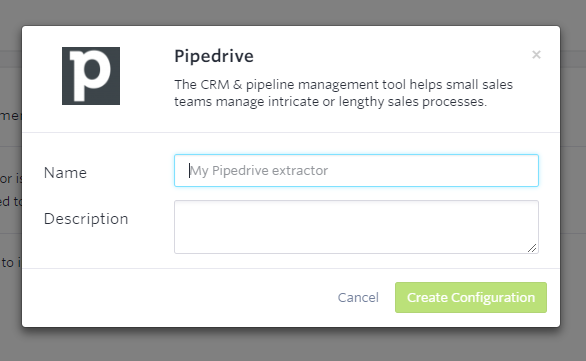 p
Pipedrive
×
The CRM & pipeline management tool helps small sales
teams manage intricate or lengthy sales processes.
Name
My Pipedrive extractor
Description
Cancel
Create Configuration
to i